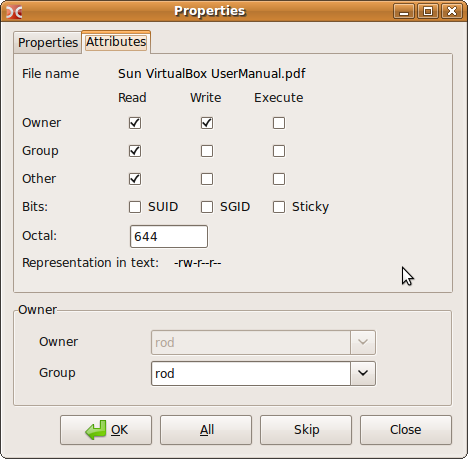 Properties
Properties Attributes
File name Sun VirtualBox UserManual.pdf
Read Write Execute
Owner
Group
Other
Bits: SUID SGID Sticky
Octal: 644
Representation in text: -rw-r--r--
Owner
Owner rod
Group rod
OK All Skip Close